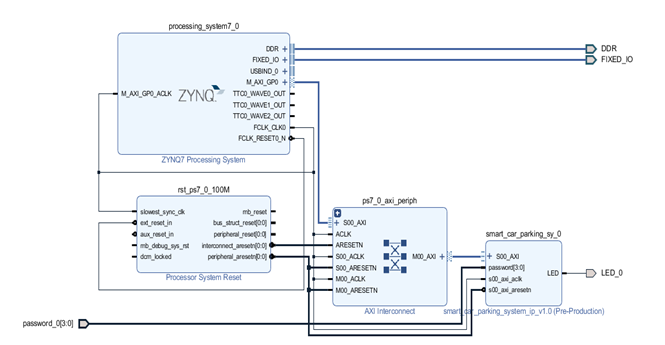 processing_system7_0
DDR
FIXED_IO
USBIND_0
M_AXI_GP0
M_AXI_GP0_ACLK
ZYNQ
TTC0_WAVE0_OUT
TTC0_WAVE1_OUT
TTC0_WAVE2_OUT
FCLK_CLK0
FCLK_RESET0_N
ZYNQ7 Processing System
DDR
FIXED_IO
rst_ps7_0_100M
slowest_sync_clk
ext_reset_in
aux_reset_in
mb_debug_sys_rst
dcm_locked
mb_reset
bus_struct_reset[0:0]
peripheral_reset[0:0]
interconnect_aresetn[0:0]
peripheral_aresetn[0:0]
Processor System Reset
ps7_0_axi_periph
S00_AXI
ACLK
ARESETN
S00_ACLK
S00_ARESETN
M00_ACLK
M00_ARESETN
M00_AXI
AXI Interconnect
smart_car_parking_sy_0
S00_AXI
password[3:0]
s00_axi_aclk
s00_axi_aresetn
LED
smart_car_parking_system_ip_v1.0 (Pre-Production)
LED_0
password_0[3:0]